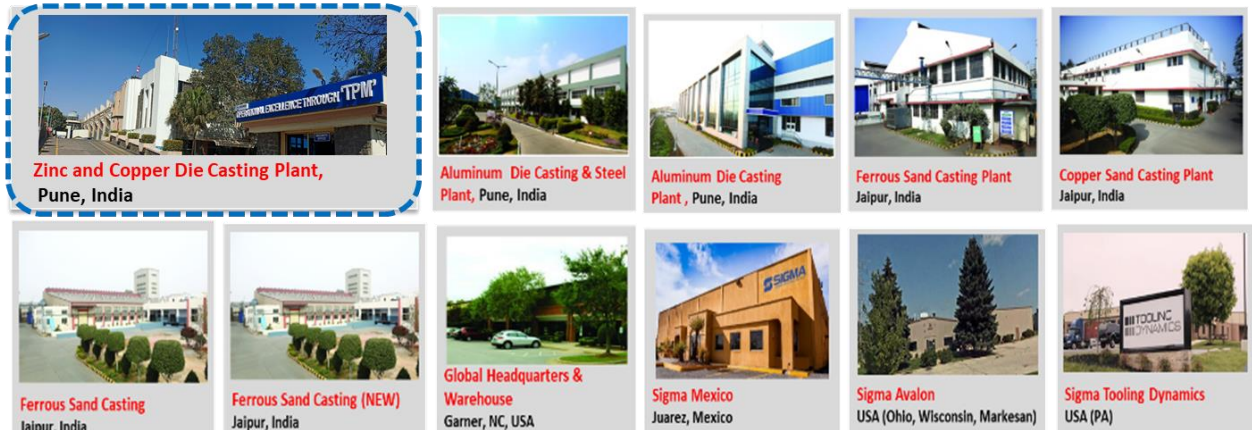 OPERATIONAL EXCELLENCE THROUGH 'TPM'
Zinc and Copper Die Casting Plant,
Pune, India
Aluminum Die Casting & Steel
Plant, Pune, India
Aluminum Die Casting
Plant , Pune, India
Ferrous Sand Casting Plant
Jaipur, India
Copper Sand Casting Plant
Jaipur, India
Ferrous Sand Casting
Jaipur, India
Ferrous Sand Casting (NEW)
Jaipur, India
Global Headquarters &
Warehouse
Garner, NC, USA
SIGMA
Sigma Mexico
Juarez, Mexico
Sigma Avalon
USA (Ohio, Wisconsin, Markesan)
TOOLING
DYNAMICS
Sigma Tooling Dynamics
USA (PA)